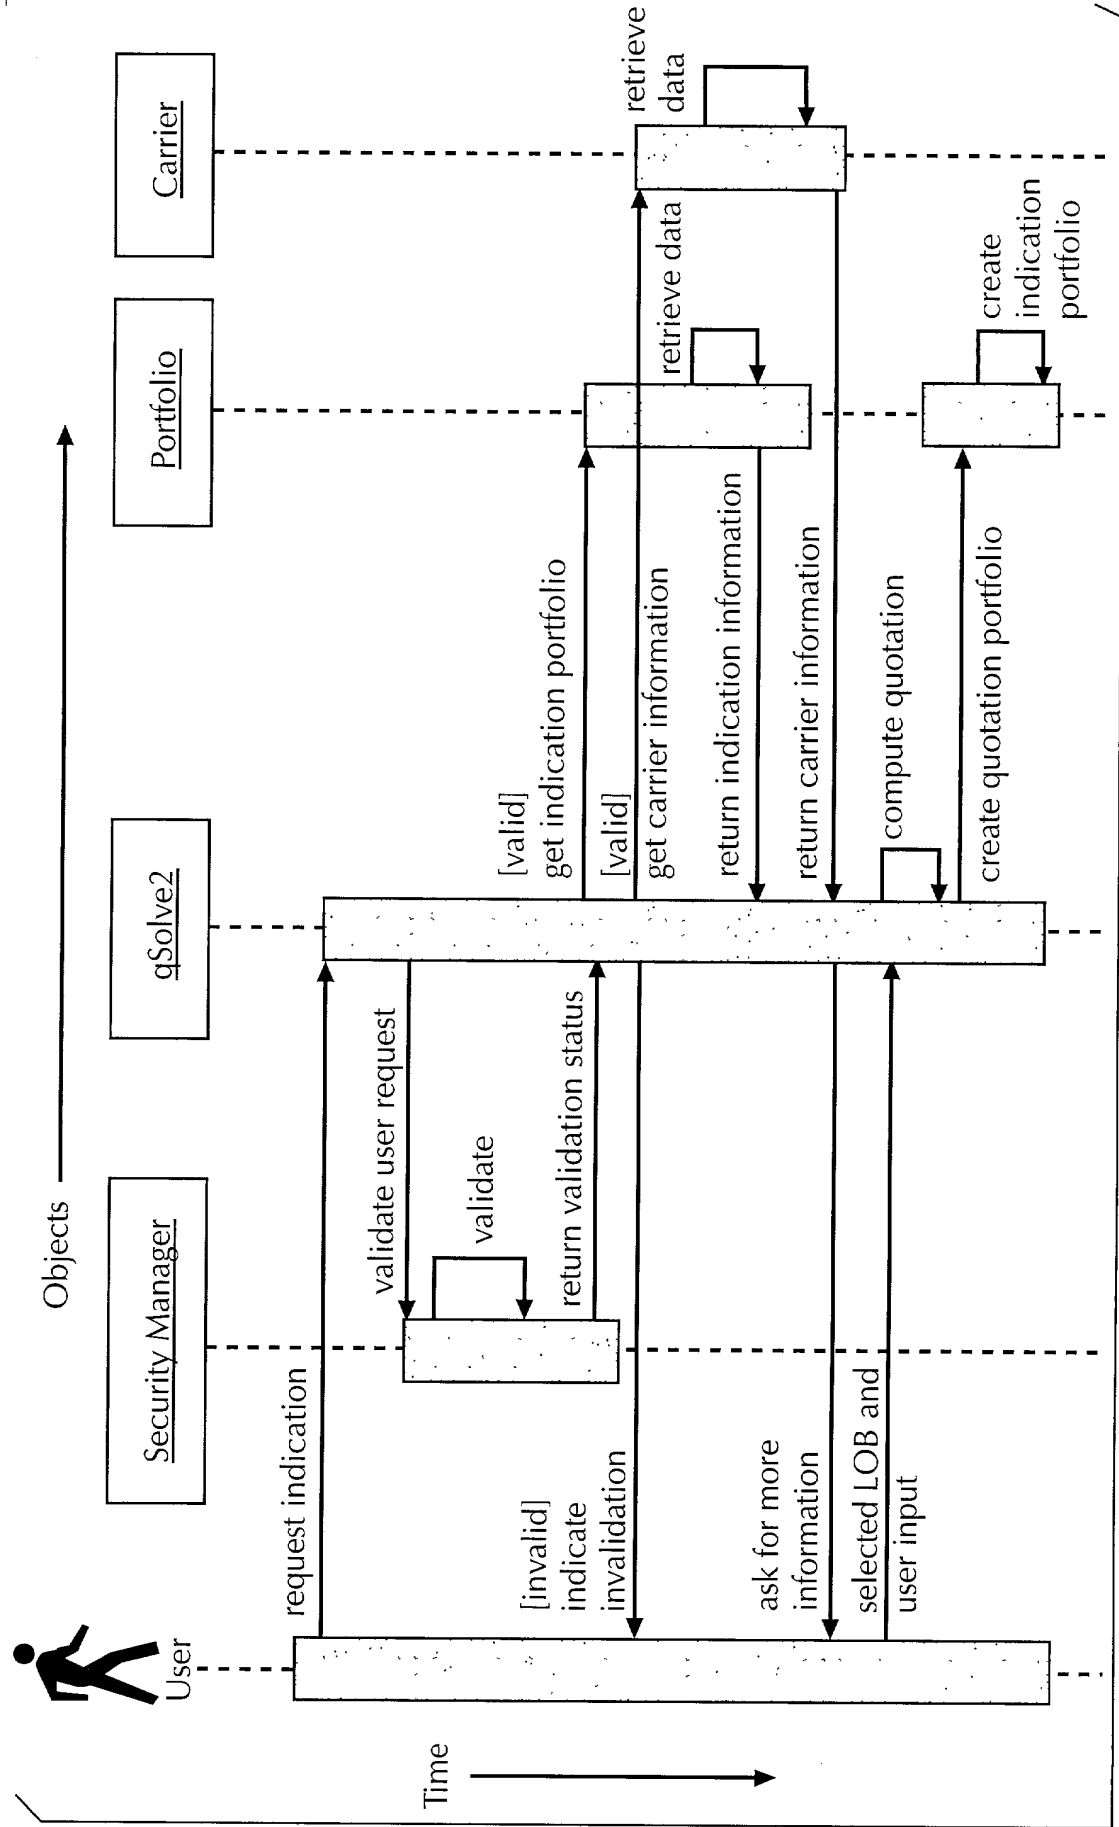 Objects
User
Security Manager
qSolve2
Portfolio
Carrier
Time
request indication
validate user request
validate
return validation status
[valid]
get indication portfolio
[invalid]
indicate
invalidation
[valid]
get carrier information
retrieve data
retrieve
data
return indication information
ask for more
information
return carrier information
selected LOB and
user input
compute quotation
create quotation portfolio
create
indication
portfolio